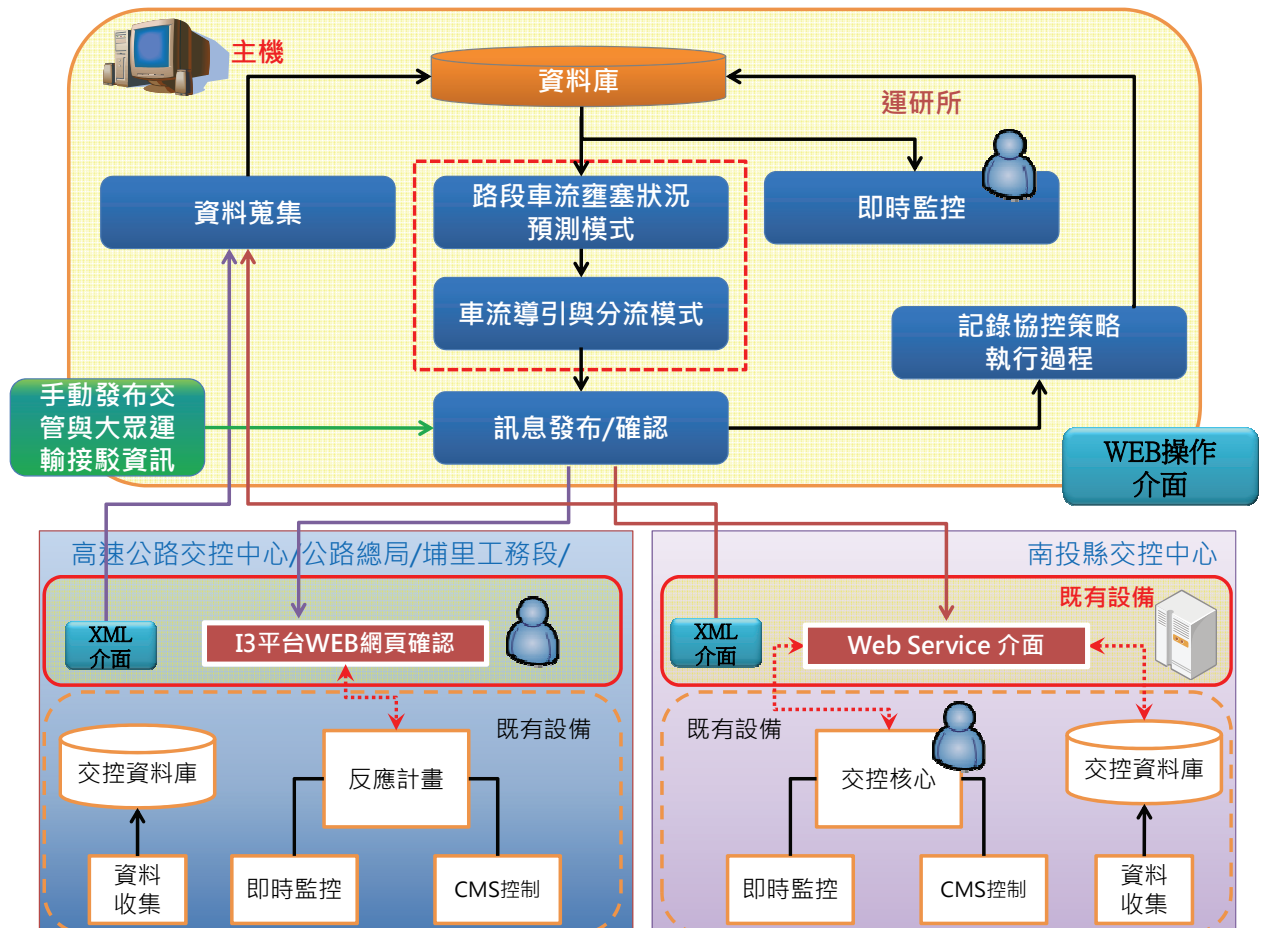 主機
資料庫
運研所
資料蒐集
路段車流壅塞狀況
預測模式
即時監控
車流導引與分流模式
記錄協控策略
執行過程
手動發布交
管與大眾運
輸接駁資訊
訊息發布/確認
WEB操作
介面
高速公路交控中心/公路總局/埔里工務段/
XML
介面
I3平台WEB網頁確認
既有設備
交控資料庫
反應計畫
資料
收集
即時監控
CMS控制
南投縣交控中心
既有設備
XML
介面
Web Service 介面
既有設備
交控核心
交控資料庫
即時監控
CMS控制
資料
收集